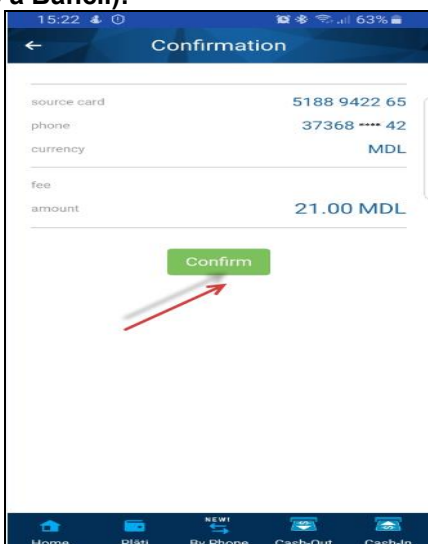 a Băncii).
15:22 63%
Confirmation
source card 5188 9422 65
phone 37368 **** 42
currency MDL
fee
amount 21.00 MDL
Confirm
NEW!
Home Plăți By Phone Cash-Out Cash-In